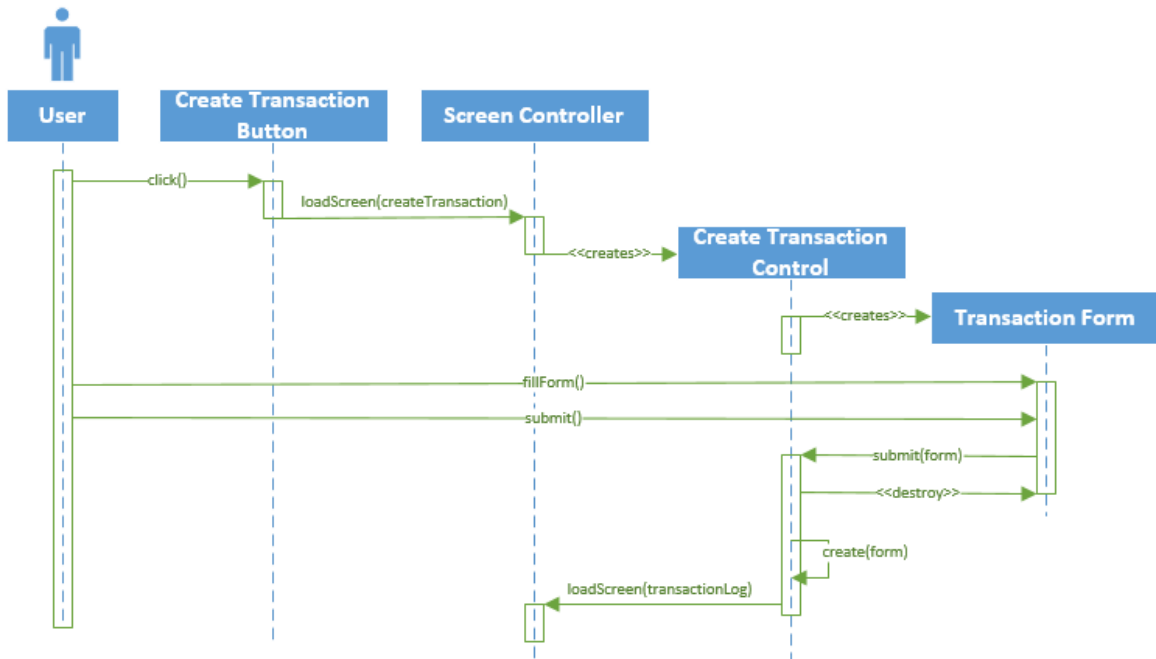 User
Create Transaction
Button
Screen Controller
click()
loadScreen(createTransaction)
<<creates>>
Create Transaction
Control
<<creates>>
Transaction Form
fillForm()
submit()
submit(form)
<<destroy>>
create(form)
loadScreen(transactionLog)